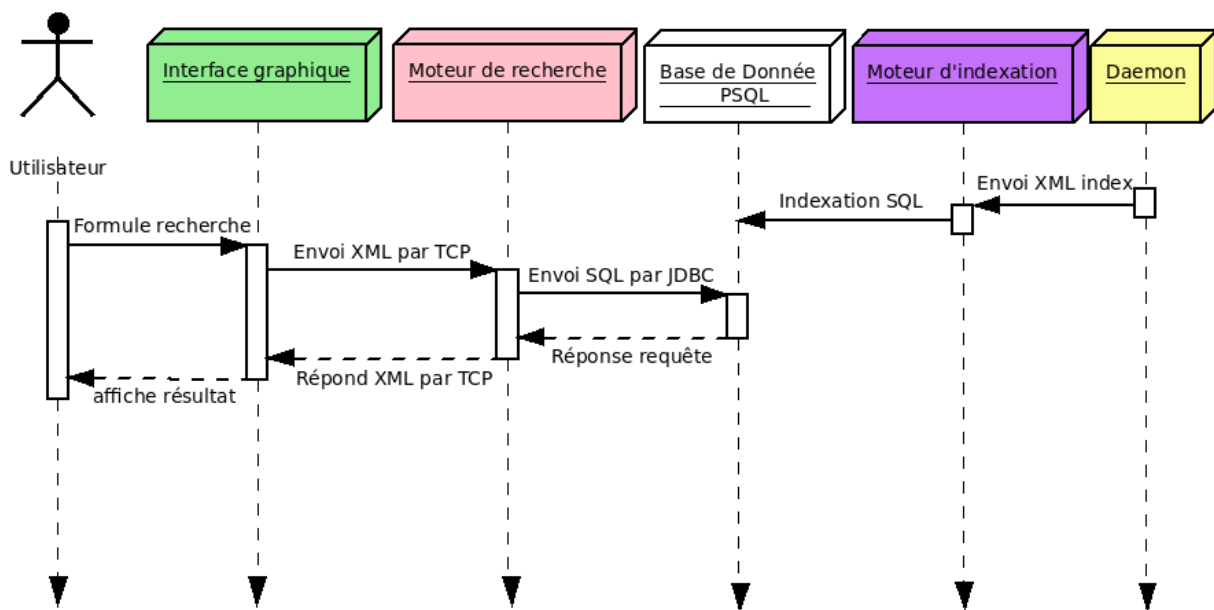 Interface graphique
Moteur de recherche
Base de Donnée
PSQL
Moteur d'indexation
Daemon
Utilisateur
Envoi XML index
Indexation SQL
Formule recherche
Envoi XML par TCP
Envoi SQL par JDBC
Réponse requête
Répond XML par TCP
affiche résultat